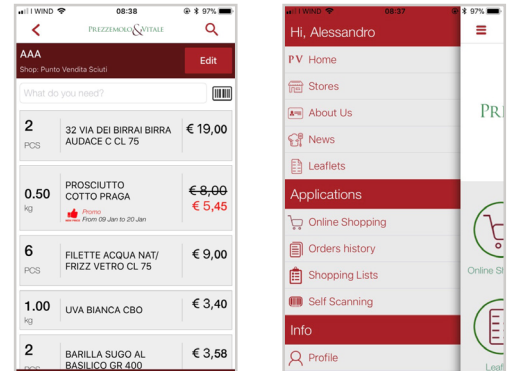 WIND 08:38 97%
PREZZEMOLO & VITALE
AAA
Shop: Punto Vendita Sciuti
Edit
What do you need?
2
PCS
32 VIA DEI BIRRAI BIRRA
AUDACE C CL 75
€ 19,00
0.50
kg
PROSCIUTTO
COTTO PRAGA
Promo
From 09 Jan to 20 Jan
€ 8,00
€ 5,45
6
PCS
FILETTE ACQUA NAT/
FRIZZ VETRO CL 75
€ 9,00
1.00
kg
UVA BIANCA CBO
€ 3,40
2
PCS
BARILLA SUGO AL
BASILICO GR 400
€ 3,58
WIND 08:37 97%
Hi, Alessandro
PV Home
Stores
About Us
News
Leaflets
Applications
Online Shopping
Orders history
Shopping Lists
Self Scanning
Info
Profile
PR
Online Sh
Leafl